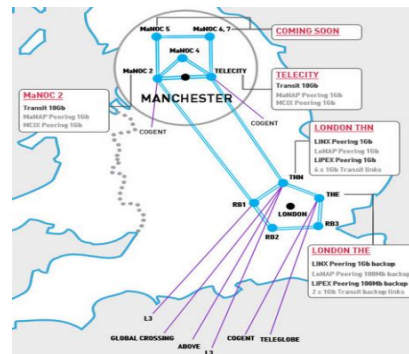 MaNOC 5
MaNOC 6, 7
COMING SOON
MaNOC 4
MaNOC 2
TELECITY
MANCHESTER
TELECITY
Transit 10Gb
MaNAP Peering 1Gb
MCIX Peering 1Gb
MaNOC 2
Transit 10Gb
MaNAP Peering 1Gb
MCIX Peering 1Gb
COGENT
COGENT
LONDON THN
LINX Peering 1Gb
LoNAP Peering 1Gb
LIPEX Peering 1Gb
6 x 1Gb Transit links
THN
THE
RB1
LONDON
RB2
RB3
LONDON THE
LINX Peering 1Gb backup
LoNAP Peering 100Mb backup
LIPEX Peering 100Mb backup
2 x 1Gb Transit backup links
L3
GLOBAL CROSSING
ABOVE
L3
COGENT
TELEGLOBE